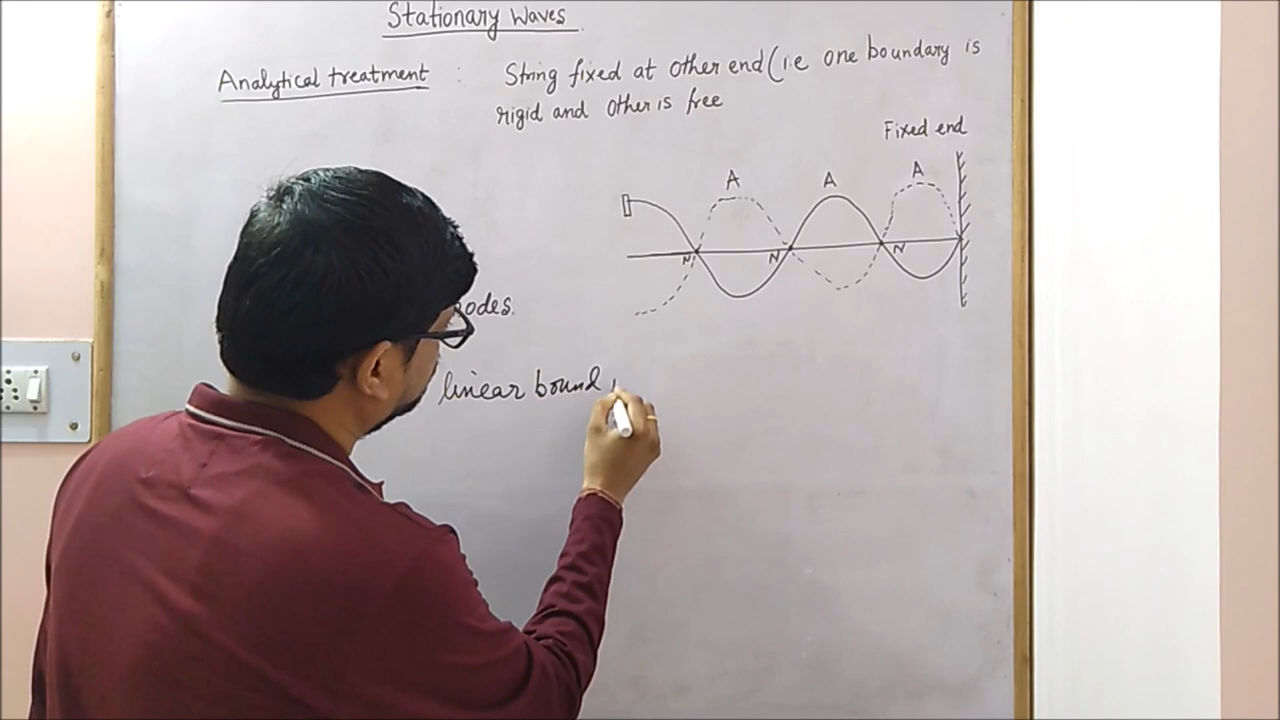 Stationary Waves
Analytical treatment : String fixed at other end (i.e one boundary is
rigid and other is free
Fixed end
A A A
N N N
linear bound